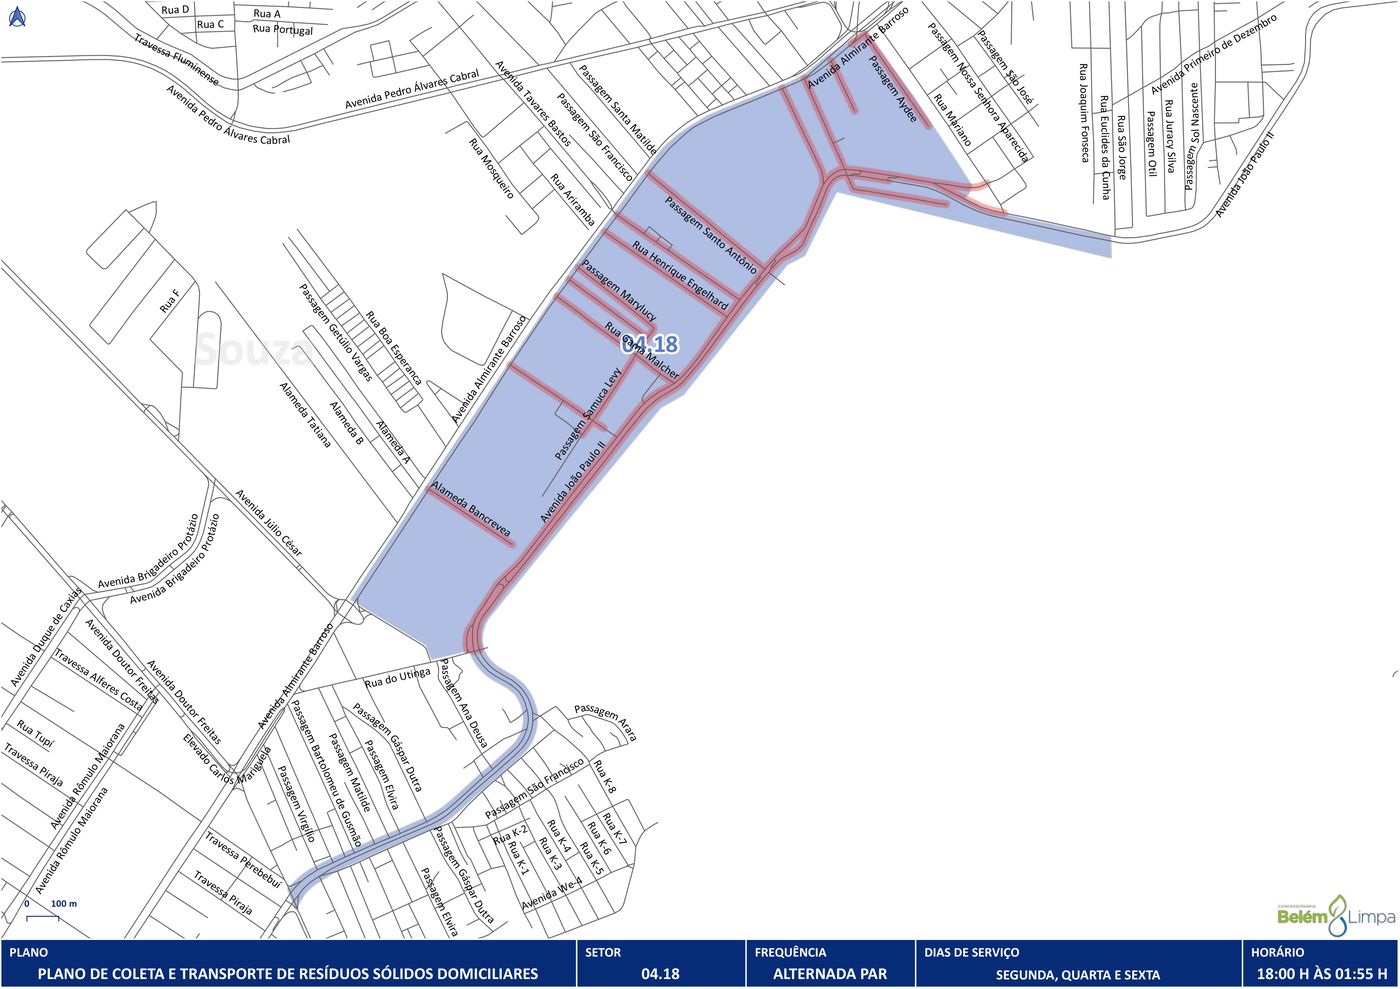 Rua D
Rua A
Rua C
Rua Portugal
Travessa Fluminense
Avenida Pedro Álvares Cabral
Avenida Pedro Álvares Cabral
Avenida Tavares Bastos
Passagem São Francisco
Passagem Santa Matilde
Rua Mosqueiro
Rua Ariramba
Avenida Almirante Barroso
Passagem Aydee
Passagem Nossa Senhora Aparecida
Passagem São José
Rua Mariano
Avenida Primeiro de Dezembro
Rua Joaquim Fonseca
Rua Euclides da Cunha
Rua São Jorge
Passagem Otil
Rua Juracy Silva
Passagem Sol Nascente
Avenida João Paulo II
Passagem Santo Antônio
Rua Henrique Engelhard
Passagem Marylucy
Rua Gama Malcher
04.18
Passagem Samuca Levy
Avenida João Paulo II
Alameda Bancrevea
Rua F
Souza
Passagem Getúlio Vargas
Rua Boa Esperanca
Avenida Almirante Barroso
Alameda Tatiana
Alameda B
Alameda A
Avenida Júlio César
Avenida Brigadeiro Protázio
Avenida Brigadeiro Protázio
Avenida Duque de Caxias
Avenida Doutor Freitas
Avenida Doutor Freitas
Travessa Alferes Costa
Avenida Almirante Barroso
Rua do Utinga
Passagem Ana Deusa
Rua Tupí
Travessa Piraja
Avenida Rômulo Maiorana
Avenida Rômulo Maiorana
Elevado Carlos Mariguela
Passagem Bartolomeu de Gusmão
Passagem Gáspar Dutra
Passagem Matilde
Passagem Elvira
Passagem Virgílio
Passagem Arara
Passagem São Francisco
Rua K-8
Rua K-7
Rua K-6
Rua K-5
Rua K-4
Rua K-3
Rua K-2
Rua K-1
Avenida We-4
Passagem Gáspar Dutra
Passagem Elvira
Travessa Perebebuí
Travessa Piraja
0 100 m
CONCESSIONÁRIA
Belém Limpa
PLANO
PLANO DE COLETA E TRANSPORTE DE RESÍDUOS SÓLIDOS DOMICILIARES
SETOR
04.18
FREQUÊNCIA
ALTERNADA PAR
DIAS DE SERVIÇO
SEGUNDA, QUARTA E SEXTA
HORÁRIO
18:00 H ÀS 01:55 H